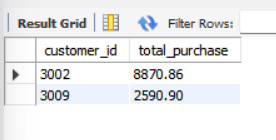 Result Grid Filter Rows:
customer_id total_purchase
3002 8870.86
3009 2590.90